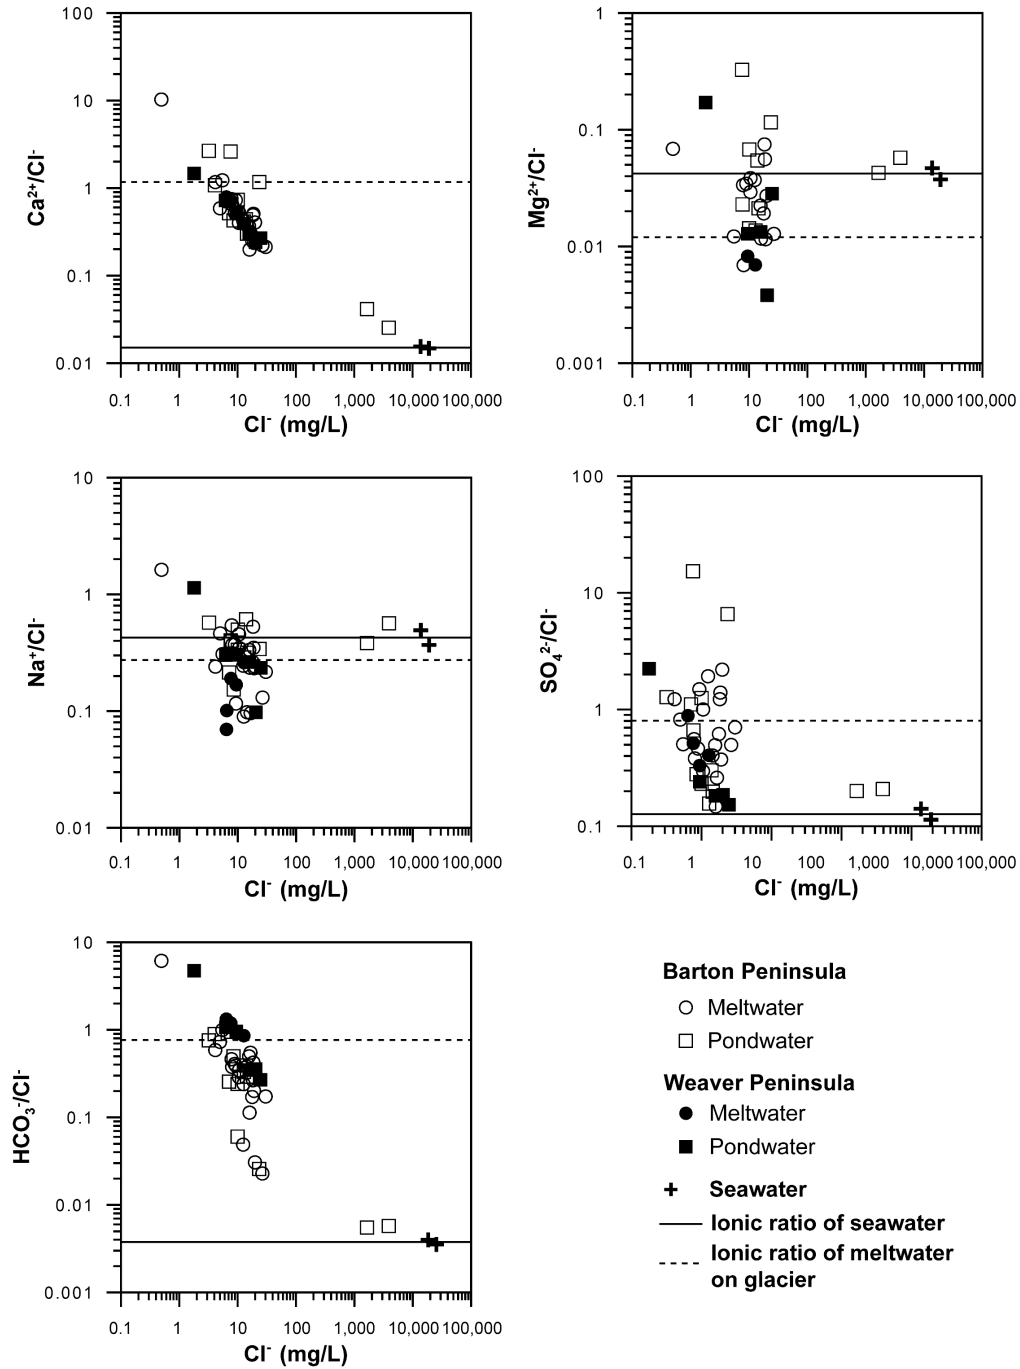 100
10
1
0.1
0.01
Ca²⁺/Cl⁻
0.1 1 10 100 1,000 10,000 100,000
Cl⁻ (mg/L)
1
0.1
0.01
0.001
Mg²⁺/Cl⁻
0.1 1 10 100 1,000 10,000 100,000
Cl⁻ (mg/L)
10
1
0.1
0.01
Na⁺/Cl⁻
0.1 1 10 100 1,000 10,000 100,000
Cl⁻ (mg/L)
100
10
1
0.1
SO₄²⁻/Cl⁻
0.1 1 10 100 1,000 10,000 100,000
Cl⁻ (mg/L)
10
1
0.1
0.01
0.001
HCO₃⁻/Cl⁻
0.1 1 10 100 1,000 10,000 100,000
Cl⁻ (mg/L)
Barton Peninsula
Meltwater
Pondwater
Weaver Peninsula
Meltwater
Pondwater
Seawater
Ionic ratio of seawater
Ionic ratio of meltwater
on glacier